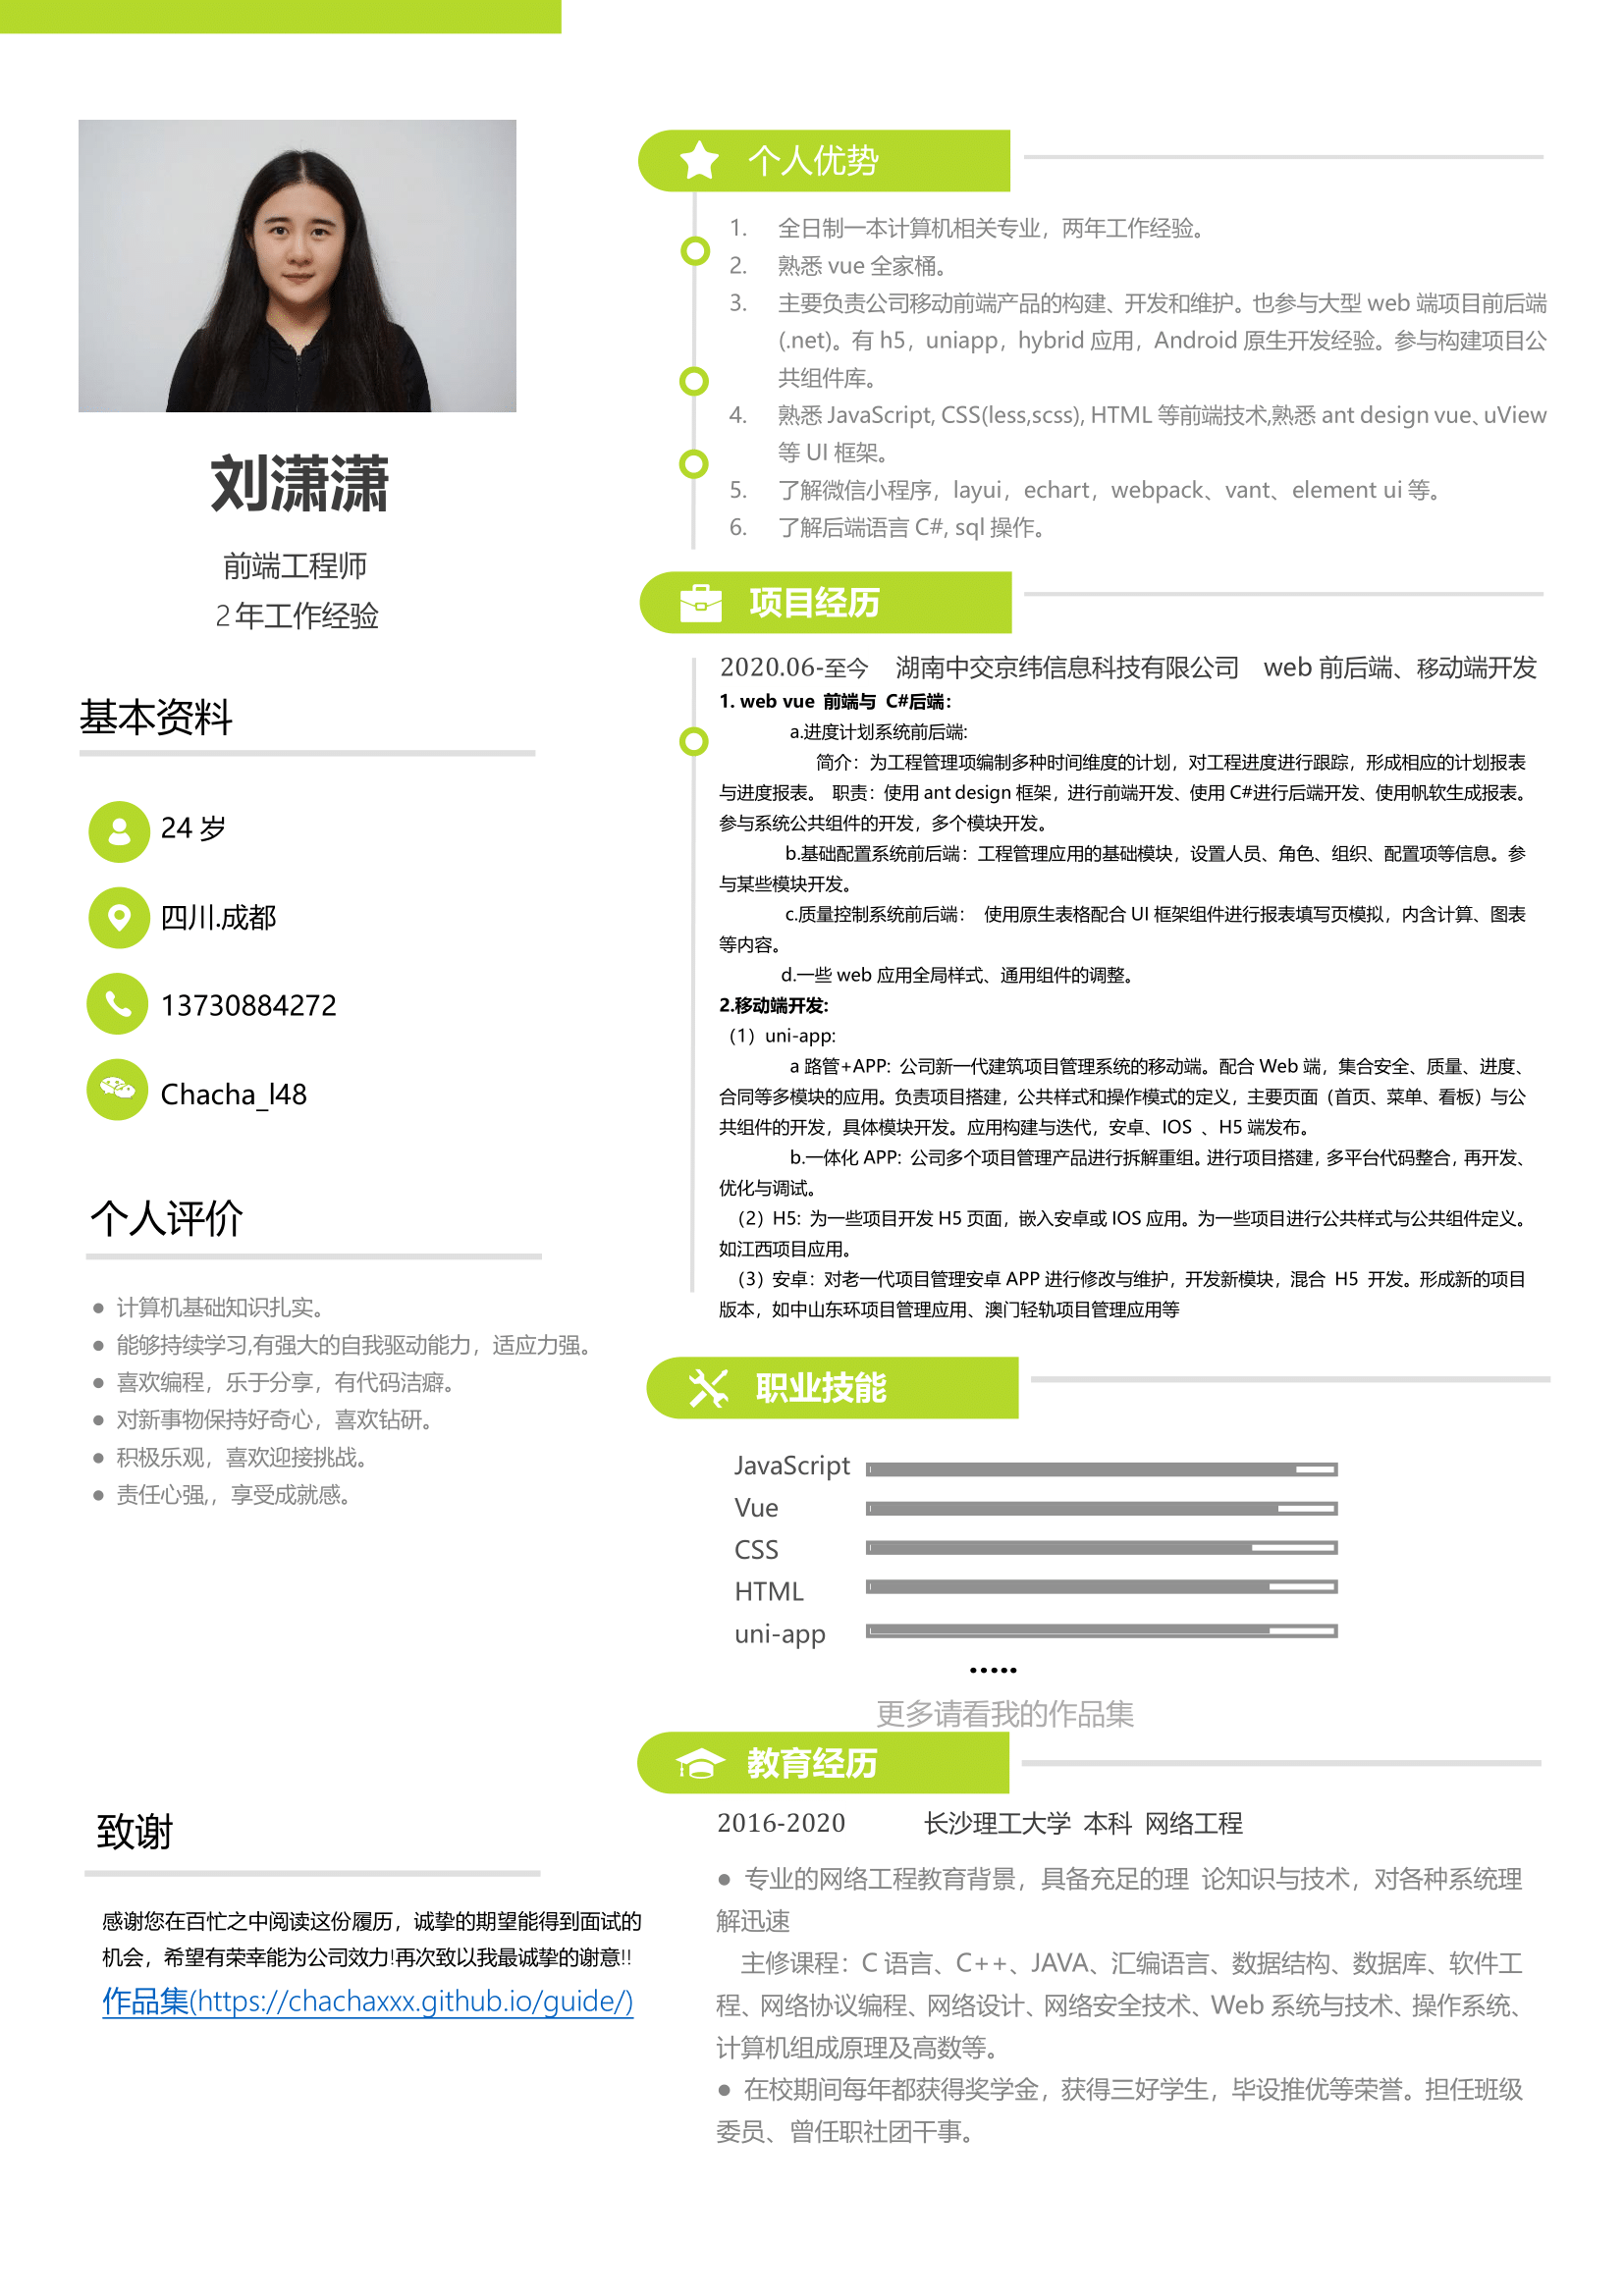 刘潇潇
前端工程师
2 年工作经验
基本资料
24 岁
四川.成都
13730884272
Chacha_l48
个人评价
● 计算机基础知识扎实。
● 能够持续学习,有强大的自我驱动能力，适应力强。
● 喜欢编程，乐于分享，有代码洁癖。
● 对新事物保持好奇心，喜欢钻研。
● 积极乐观，喜欢迎接挑战。
● 责任心强,，享受成就感。
致谢
感谢您在百忙之中阅读这份履历，诚挚的期望能得到面试的
机会，希望有荣幸能为公司效力!再次致以我最诚挚的谢意!!
作品集(https://chachaxxx.github.io/guide/)
个人优势
1. 全日制一本计算机相关专业，两年工作经验。
2. 熟悉 vue 全家桶。
3. 主要负责公司移动前端产品的构建、开发和维护。也参与大型 web 端项目前后端
(.net)。有 h5，uniapp，hybrid 应用，Android 原生开发经验。参与构建项目公
共组件库。
4. 熟悉 JavaScript, CSS(less,scss), HTML 等前端技术,熟悉 ant design vue、uView
等 UI 框架。
5. 了解微信小程序，layui，echart，webpack、vant、element ui 等。
6. 了解后端语言 C#, sql 操作。
项目经历
2020.06-至今 湖南中交京纬信息科技有限公司 web 前后端、移动端开发
1. web vue 前端与 C#后端：
a.进度计划系统前后端:
简介：为工程管理项编制多种时间维度的计划，对工程进度进行跟踪，形成相应的计划报表
与进度报表。 职责：使用 ant design 框架，进行前端开发、使用 C#进行后端开发、使用帆软生成报表。
参与系统公共组件的开发，多个模块开发。
b.基础配置系统前后端：工程管理应用的基础模块，设置人员、角色、组织、配置项等信息。参
与某些模块开发。
c.质量控制系统前后端： 使用原生表格配合 UI 框架组件进行报表填写页模拟，内含计算、图表
等内容。
d.一些 web 应用全局样式、通用组件的调整。
2.移动端开发:
（1）uni-app:
a 路管+APP: 公司新一代建筑项目管理系统的移动端。配合 Web 端，集合安全、质量、进度、
合同等多模块的应用。负责项目搭建，公共样式和操作模式的定义，主要页面（首页、菜单、看板）与公
共组件的开发，具体模块开发。应用构建与迭代，安卓、IOS 、H5 端发布。
b.一体化 APP: 公司多个项目管理产品进行拆解重组。进行项目搭建，多平台代码整合，再开发、
优化与调试。
（2）H5: 为一些项目开发 H5 页面，嵌入安卓或 IOS 应用。为一些项目进行公共样式与公共组件定义。
如江西项目应用。
（3）安卓：对老一代项目管理安卓 APP 进行修改与维护，开发新模块，混合 H5 开发。形成新的项目
版本，如中山东环项目管理应用、澳门轻轨项目管理应用等
职业技能
JavaScript
Vue
CSS
HTML
uni-app
•••••
更多请看我的作品集
教育经历
2016-2020 长沙理工大学 本科 网络工程
● 专业的网络工程教育背景，具备充足的理 论知识与技术，对各种系统理
解迅速
主修课程：C 语言、C++、JAVA、汇编语言、数据结构、数据库、软件工
程、网络协议编程、网络设计、网络安全技术、Web 系统与技术、操作系统、
计算机组成原理及高数等。
● 在校期间每年都获得奖学金，获得三好学生，毕设推优等荣誉。担任班级
委员、曾任职社团干事。